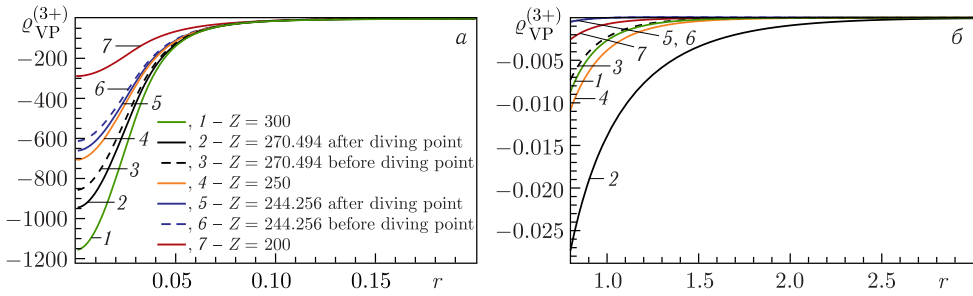 ϱ(3+)VP
а
−200
−400
−600
−800
−1000
−1200
7
6
5
4
3
2
1
, 1 – Z = 300
, 2 – Z = 270.494 after diving point
, 3 – Z = 270.494 before diving point
, 4 – Z = 250
, 5 – Z = 244.256 after diving point
, 6 – Z = 244.256 before diving point
, 7 – Z = 200
0.05 0.10 0.15 r
ϱ(3+)VP
б
−0.005
−0.010
−0.015
−0.020
−0.025
5, 6
7
3
1
4
2
1.0 1.5 2.0 2.5 r